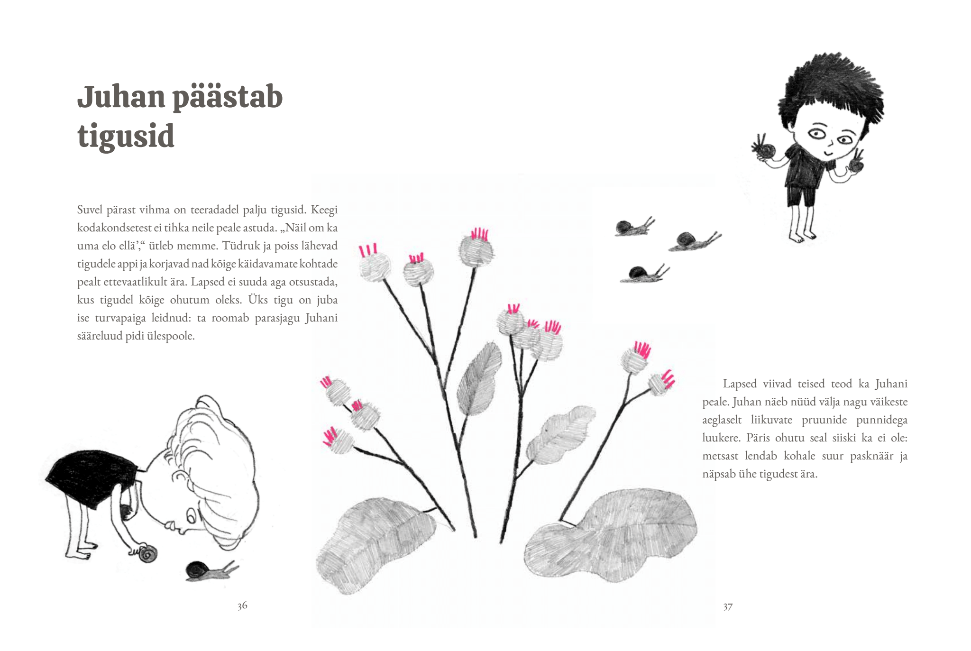 Juhan päästab
tigusid
Suvel pärast vihma on teeradadel palju tigusid. Keegi
kodakondsetest ei tihka neile peale astuda. „Näil om ka
uma elo ellä’,“ ütleb memme. Tüdruk ja poiss lähevad
tigudele appi ja korjavad nad kõige käidavamate kohtade
pealt ettevaatlikult ära. Lapsed ei suuda aga otsustada,
kus tigudel kõige ohutum oleks. Üks tigu on juba
ise turvapaiga leidnud: ta roomab parasjagu Juhani
sääreluud pidi ülespoole.
36
Lapsed viivad teised teod ka Juhani
peale. Juhan näeb nüüd välja nagu väikeste
aeglaselt liikuvate pruunide punnidega
luukere. Päris ohutu seal siiski ka ei ole:
metsast lendab kohale suur pasknäär ja
näpsab ühe tigudest ära.
37